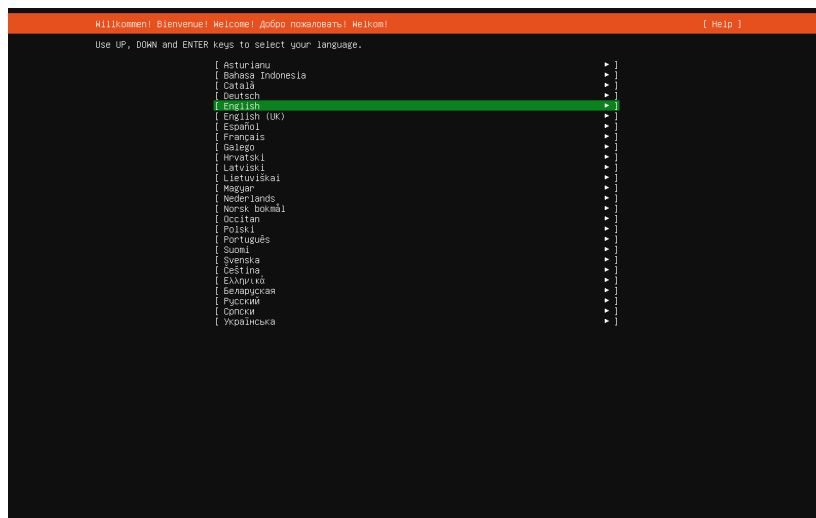 Willkommen! Bienvenue! Welcome! Добро пожаловать! Welkom! [ Help ]
Use UP, DOWN and ENTER keys to select your language.
[ Asturianu ► ]
[ Bahasa Indonesia ► ]
[ Català ► ]
[ Deutsch ► ]
[ English ► ]
[ English (UK) ► ]
[ Español ► ]
[ Français ► ]
[ Galego ► ]
[ Hrvatski ► ]
[ Latviski ► ]
[ Lietuviškai ► ]
[ Magyar ► ]
[ Nederlands ► ]
[ Norsk bokmål ► ]
[ Occitan ► ]
[ Polski ► ]
[ Português ► ]
[ Suomi ► ]
[ Svenska ► ]
[ Čeština ► ]
[ Ελληνικά ► ]
[ Беларуская ► ]
[ Русский ► ]
[ Српски ► ]
[ Українська ► ]